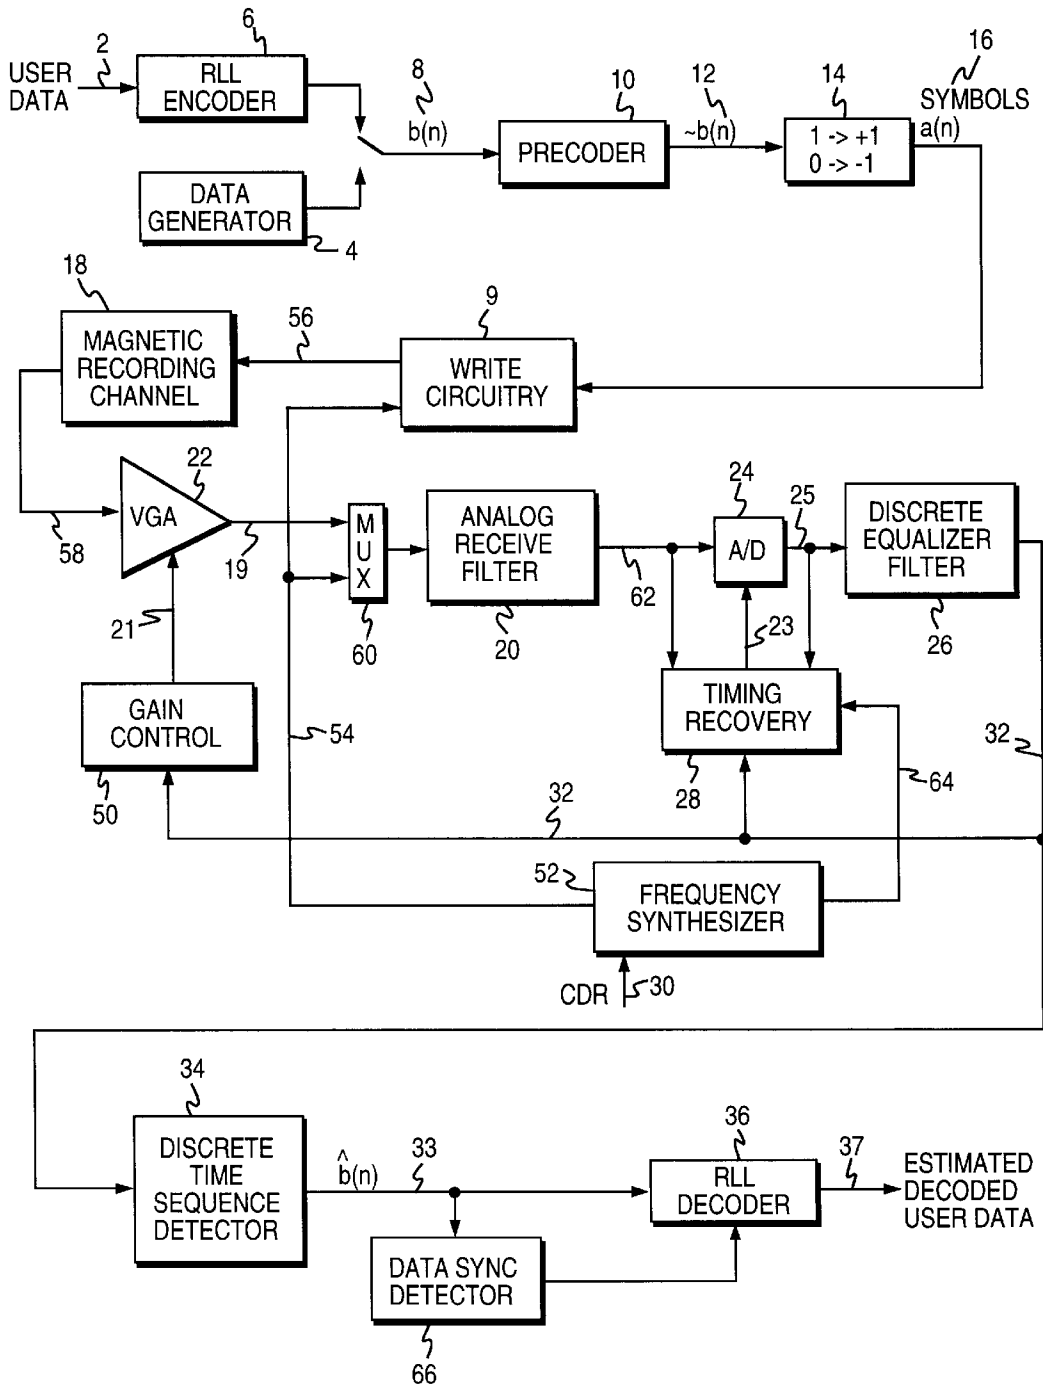 USER
DATA
2
6
RLL
ENCODER
DATA
GENERATOR
4
8
b(n)
10
PRECODER
12
~b(n)
14
1 -> +1
0 -> -1
16
SYMBOLS
a(n)
18
MAGNETIC
RECORDING
CHANNEL
56
9
WRITE
CIRCUITRY
58
VGA
22
19
21
MUX
60
ANALOG
RECEIVE
FILTER
20
62
24
A/D
25
23
DISCRETE
EQUALIZER
FILTER
26
GAIN
CONTROL
50
54
TIMING
RECOVERY
28
64
32
32
52
FREQUENCY
SYNTHESIZER
CDR
30
34
DISCRETE
TIME
SEQUENCE
DETECTOR
b̂(n)
33
36
RLL
DECODER
37
ESTIMATED
DECODED
USER DATA
DATA SYNC
DETECTOR
66